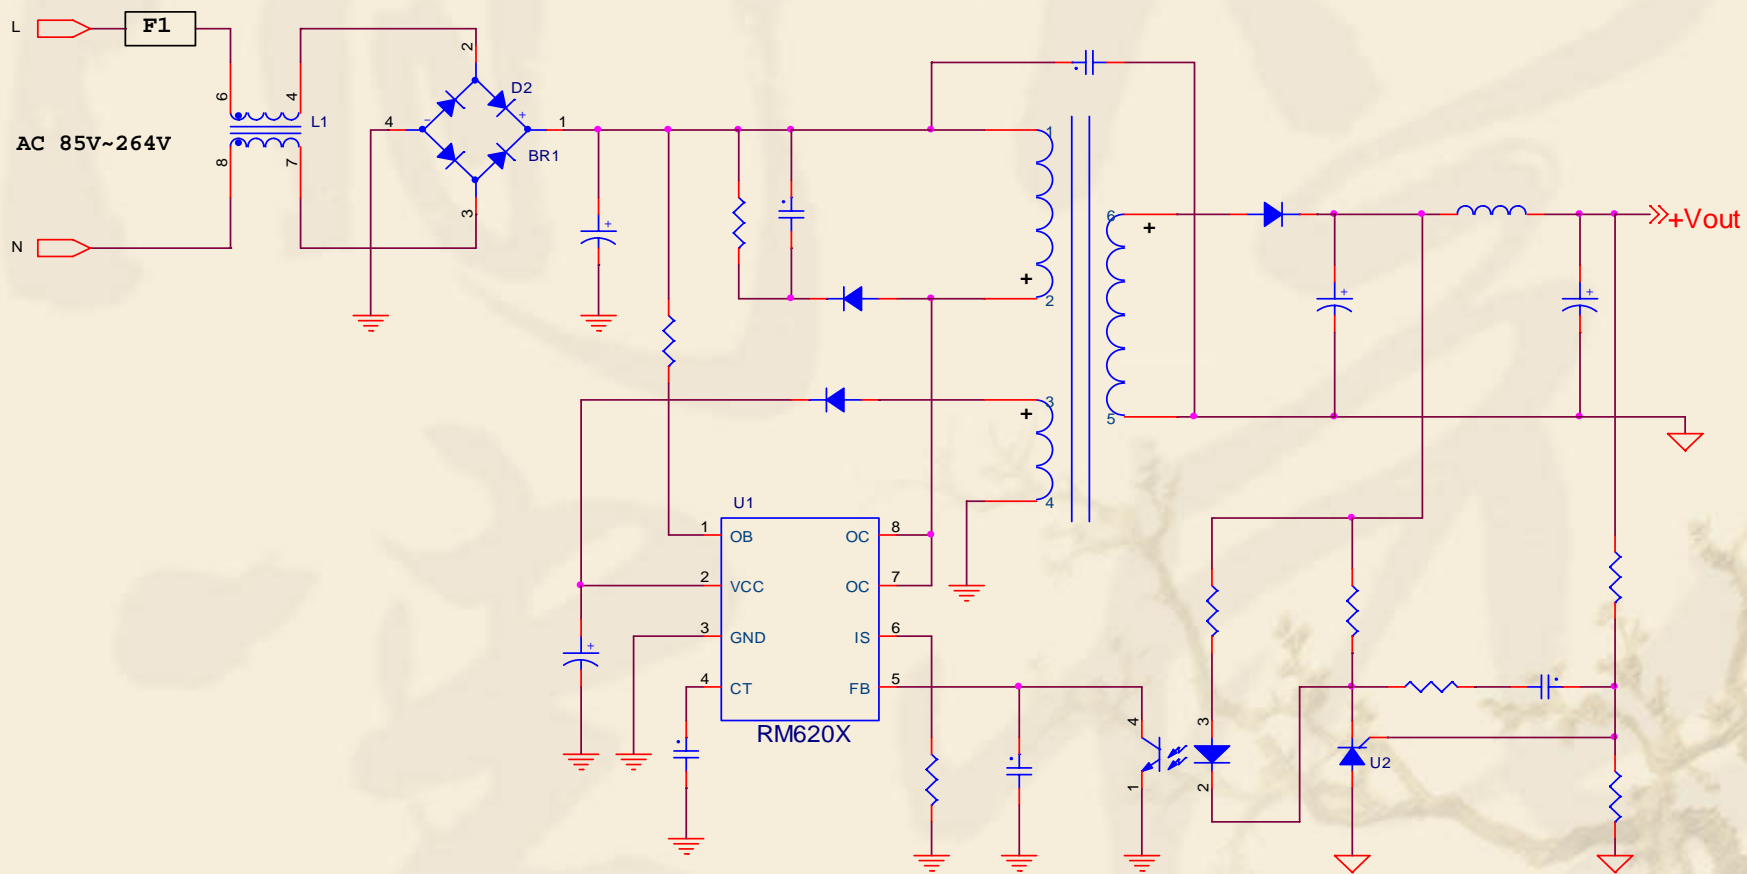 L
F1
2
D2
6
4
L1
4
1
BR1
AC 85V~264V
8
7
3
N
+
+
1
6
+
+
2
+
+
+Vout
3
+
5
4
U1
1
OB
OC
8
2
VCC
OC
7
3
GND
IS
6
4
CT
FB
5
+
RM620X
4
3
1
2
U2